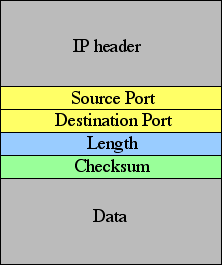 IP header
Source Port
Destination Port
Length
Checksum
Data